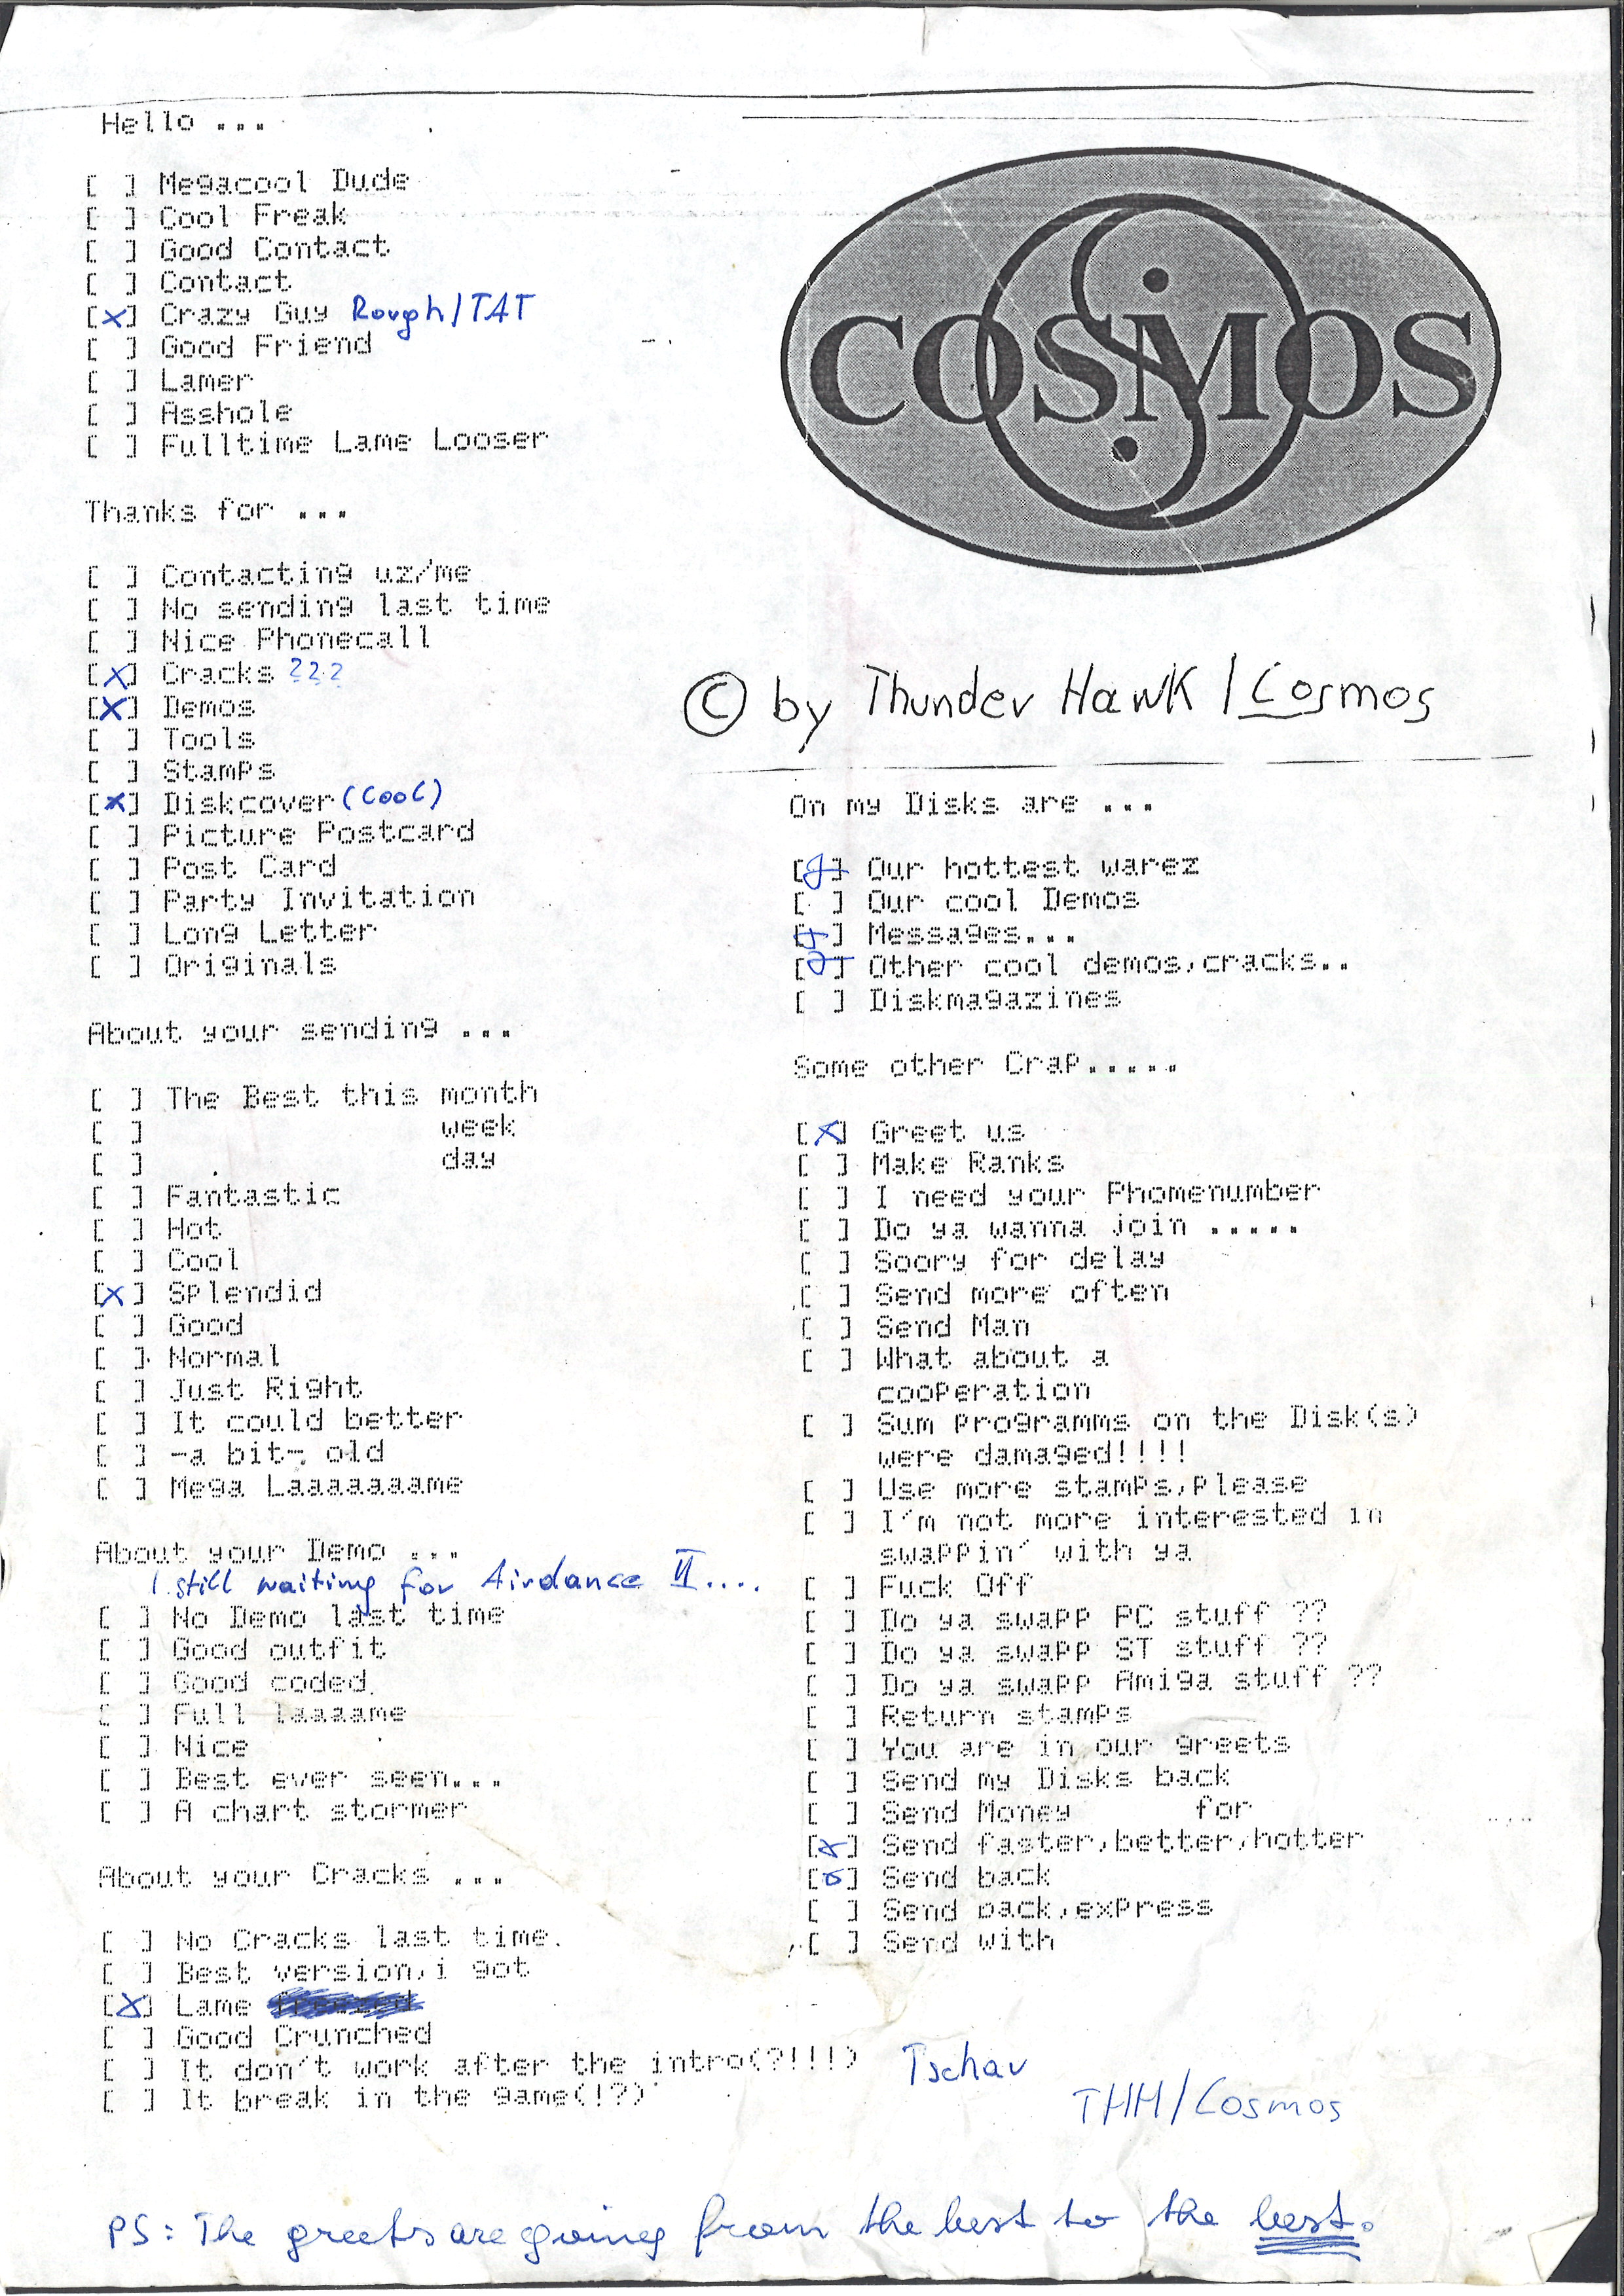 Hello ...
[ ] Megacool Dude
[ ] Cool Freak
[ ] Good Contact
[ ] Contact
[x] Crazy Guy Rough/TAT
[ ] Good Friend
[ ] Lamer
[ ] Asshole
[ ] Fulltime Lame Looser
Thanks for ...
[ ] Contacting uz/me
[ ] No sending last time
[ ] Nice Phonecall
[X] Cracks ???
[X] Demos
[ ] Tools
[ ] Stamps
[x] Diskcover (cool)
[ ] Picture Postcard
[ ] Post Card
[ ] Party Invitation
[ ] Long Letter
[ ] Originals
About your sending ...
[ ] The Best this month
[ ] week
[ ] day
[ ] Fantastic
[ ] Hot
[ ] Cool
[x] Splendid
[ ] Good
[ ] Normal
[ ] Just Right
[ ] It could better
[ ] -a bit- old
[ ] Mega Laaaaaaame
About your Demo ...
I still waiting for Airdance VI....
[ ] No Demo last time
[ ] Good outfit
[ ] Good coded
[ ] Full laaaame
[ ] Nice
[ ] Best ever seen...
[ ] A chart stormer
About your Cracks ...
[ ] No Cracks last time.
[ ] Best version,i got
[x] Lame
[ ] Good Crunched
[ ] It don't work after the intro(?!!!)
[ ] It break in the game(!?)
COSMOS
© by Thunder Hawk / Cosmos
On my Disks are ...
[x] Our hottest warez
[ ] Our cool Demos
[x] Messages...
[x] Other cool demos,cracks..
[ ] Diskmagazines
Some other Crap.....
[x] Greet us
[ ] Make Ranks
[ ] I need your Phomenumber
[ ] Do ya wanna join .....
[ ] Soory for delay
[ ] Send more often
[ ] Send Man
[ ] What about a
cooperation
[ ] Sum Programms on the Disk(s)
were damaged!!!!
[ ] Use more stamps,please
[ ] I'm not more interested in
swappin' with ya
[ ] Fuck Off
[ ] Do ya swapp PC stuff ??
[ ] Do ya swapp ST stuff ??
[ ] Do ya swapp Amiga stuff ??
[ ] Return stamps
[ ] You are in our greets
[ ] Send my Disks back
[ ] Send Money for
[x] Send faster,better,hotter
[x] Send back
[ ] Send back,express
[ ] Send with
Tschau
THH/Cosmos
PS: The greets are going from the best to the best.